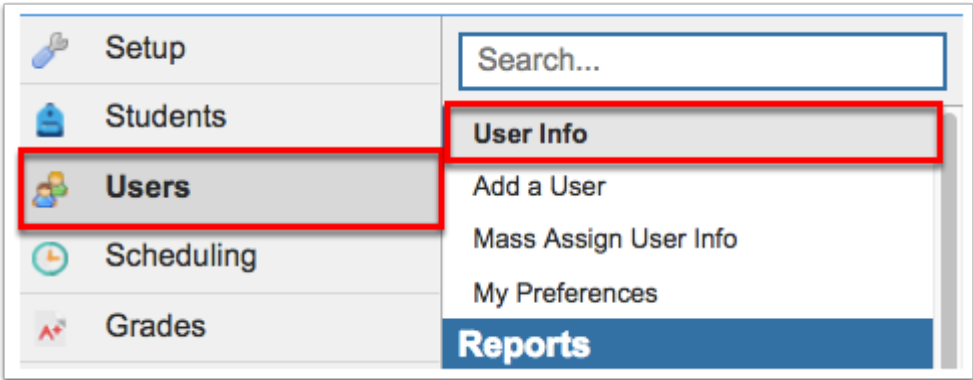 Setup
Students
Users
Scheduling
Grades
Search...
User Info
Add a User
Mass Assign User Info
My Preferences
Reports